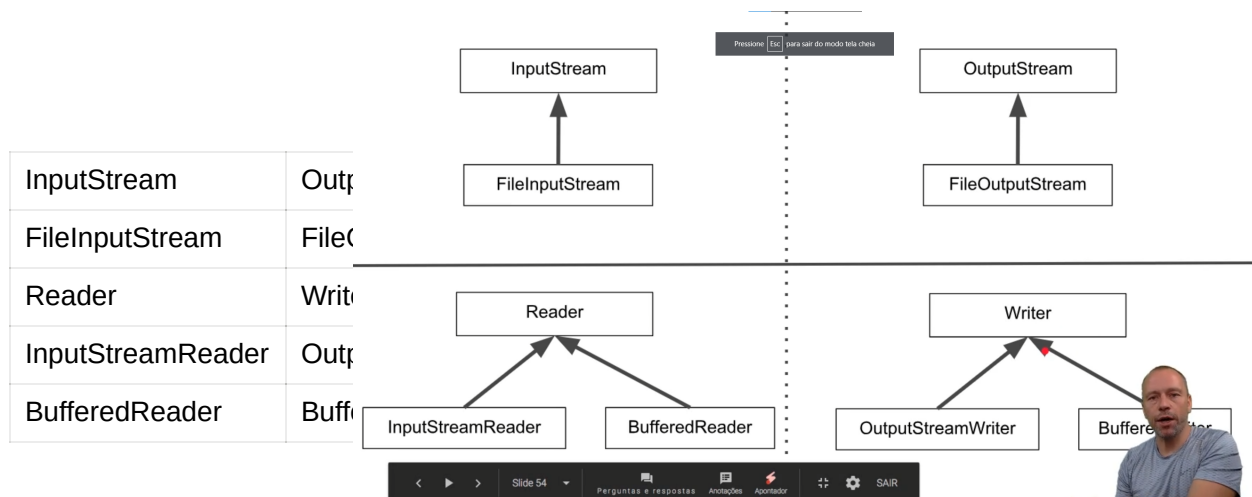 Pressione Esc para sair do modo tela cheia
InputStream
OutputStream
FileInputStream
FileOutputStream
InputStream
FileInputStream
Reader
InputStreamReader
BufferedReader
Reader
Writer
InputStreamReader
BufferedReader
OutputStreamWriter
Slide 54
Perguntas e respostas
Anotações
Apontador
SAIR